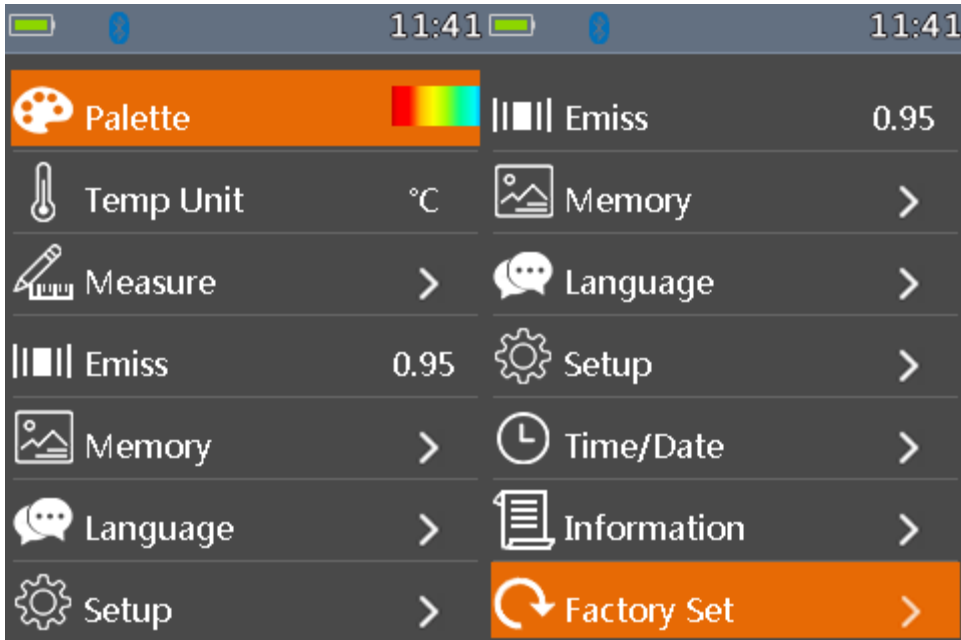 11:41
Palette
Temp Unit °C
Measure
Emiss 0.95
Memory
Language
Setup
11:41
Emiss 0.95
Memory
Language
Setup
Time/Date
Information
Factory Set